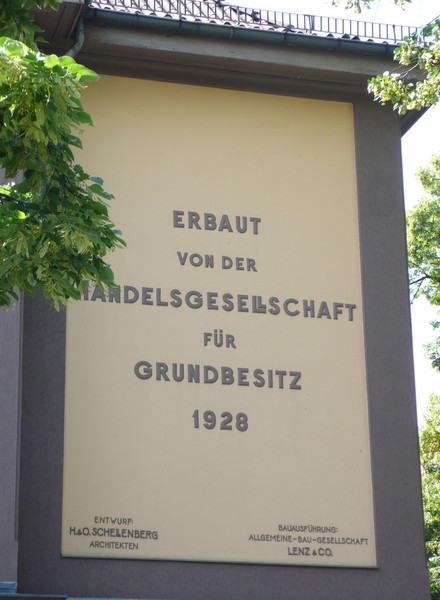 ERBAUT
VON DER
HANDELSGESELLSCHAFT
FÜR
GRUNDBESITZ
1928
ENTWURF:
H.&O. SCHELLENBERG
ARCHITEKTEN
BAUAUSFÜHRUNG:
ALLGEMEINE-BAU-GESELLSCHAFT
LENZ & CO.